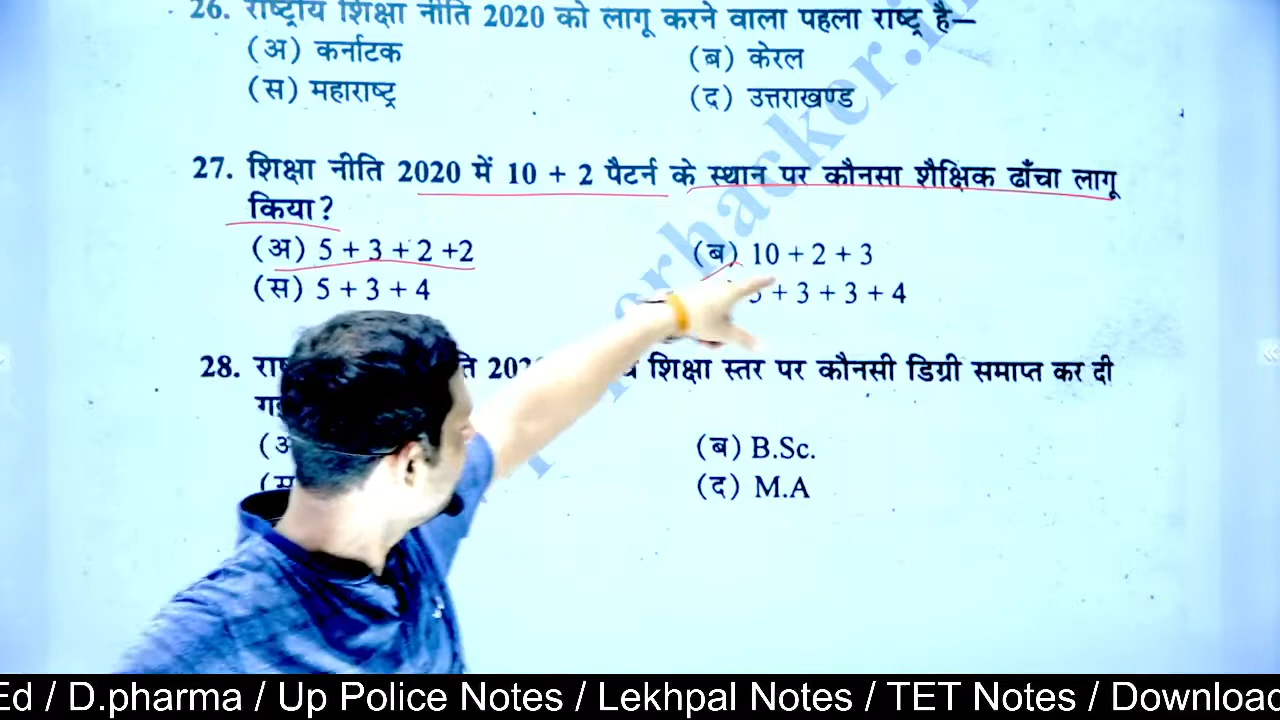 26. राष्ट्रीय शिक्षा नीति 2020 को लागू करने वाला पहला राष्ट्र है—
(अ) कर्नाटक (ब) केरल
(स) महाराष्ट्र (द) उत्तराखण्ड
27. शिक्षा नीति 2020 में 10 + 2 पैटर्न के स्थान पर कौनसा शैक्षिक ढाँचा लागू
किया?
(अ) 5 + 3 + 2 +2 (ब) 10 + 2 + 3
(स) 5 + 3 + 4 + 3 + 3 + 4
28. शिक्षा स्तर पर कौनसी डिग्री समाप्त कर दी
(ब) B.Sc.
(द) M.A
Ed / D.pharma / Up Police Notes / Lekhpal Notes / TET Notes / Download